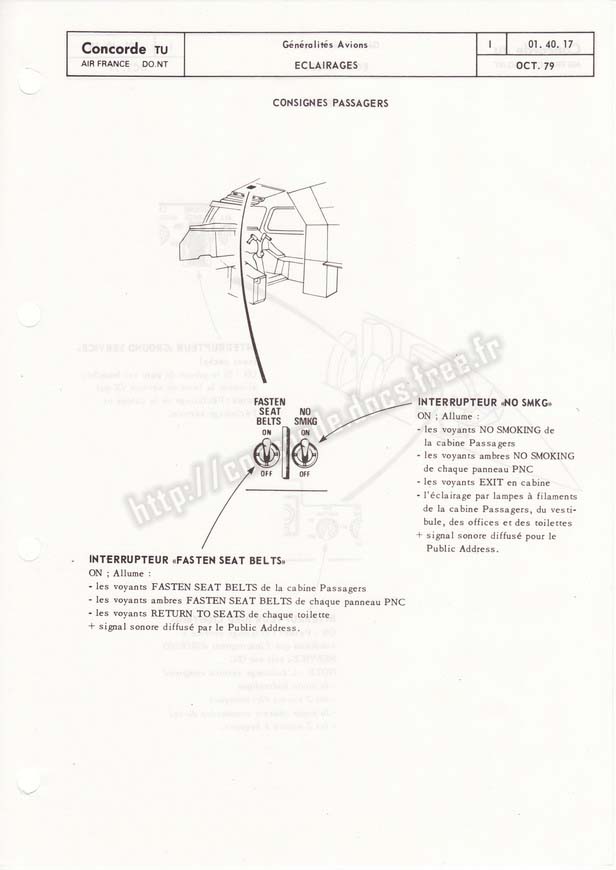 Concorde TU
AIR FRANCE DO.NT
Généralités Avions
ECLAIRAGES
I
01. 40. 17
OCT. 79
CONSIGNES PASSAGERS
FASTEN
SEAT
BELTS
NO
SMKG
ON
ON
OFF
OFF
INTERRUPTEUR «NO SMKG»
ON ; Allume :
- les voyants NO SMOKING de
la cabine Passagers
- les voyants ambres NO SMOKING
de chaque panneau PNC
- les voyants EXIT en cabine
- l'éclairage par lampes à filaments
de la cabine Passagers, du vesti-
bule, des offices et des toilettes
+ signal sonore diffusé pour le
Public Address.
INTERRUPTEUR «FASTEN SEAT BELTS»
ON ; Allume :
- les voyants FASTEN SEAT BELTS de la cabine Passagers
- les voyants ambres FASTEN SEAT BELTS de chaque panneau PNC
- les voyants RETURN TO SEATS de chaque toilette
+ signal sonore diffusé par le Public Address.
http://concorde.docs.free.fr